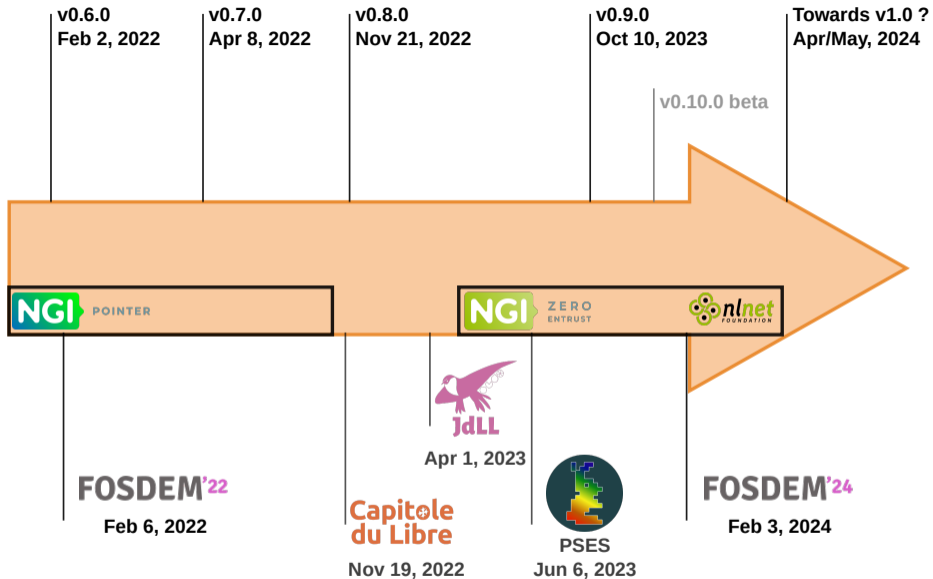 v0.6.0
Feb 2, 2022
v0.7.0
Apr 8, 2022
v0.8.0
Nov 21, 2022
v0.9.0
Oct 10, 2023
Towards v1.0 ?
Apr/May, 2024
v0.10.0 beta
NGI POINTER
NGI ZERO
ENTRUST
nlnet
FOUNDATION
JdLL
Apr 1, 2023
FOSDEM'22
Feb 6, 2022
Capitole
du Libre
Nov 19, 2022
PSES
Jun 6, 2023
FOSDEM'24
Feb 3, 2024